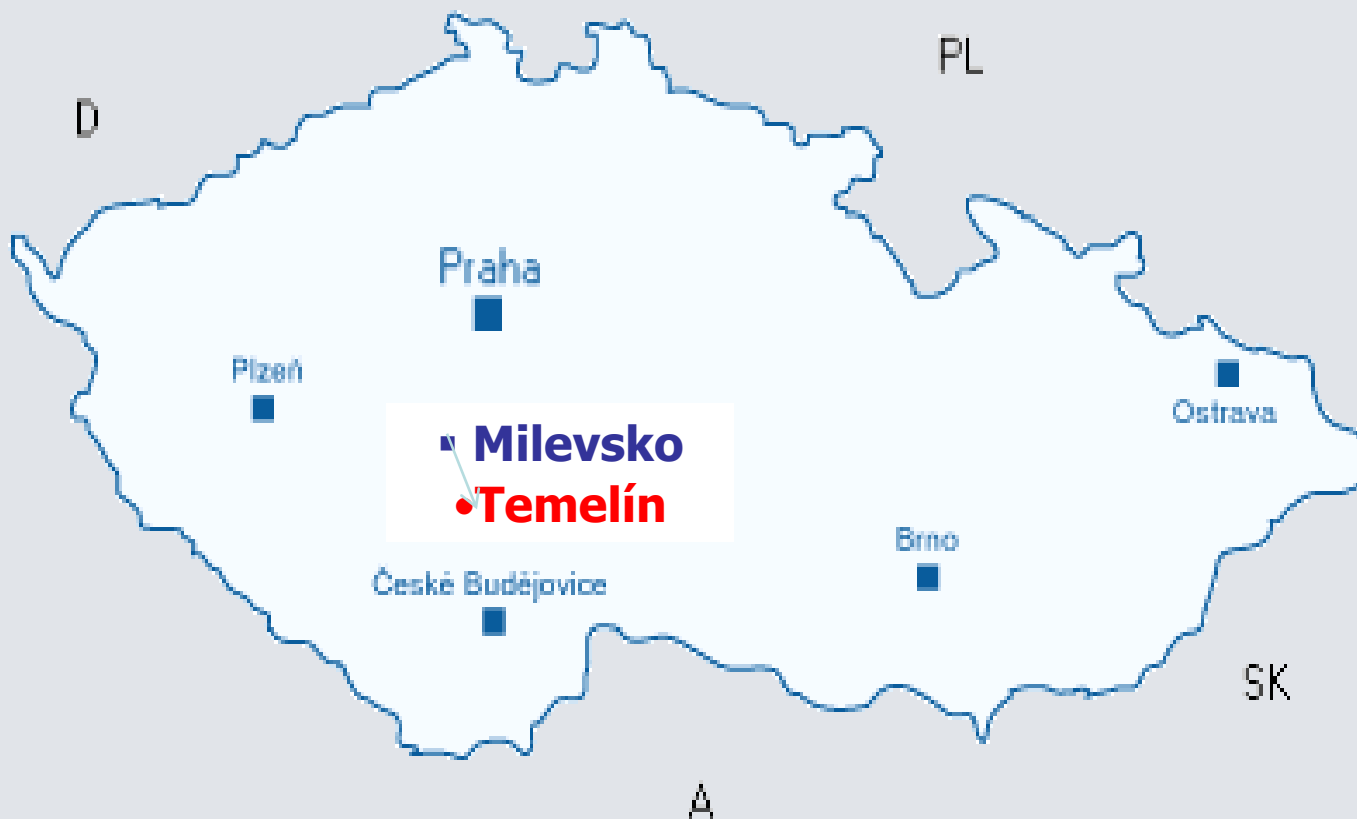 PL
D
Praha
Plzeň
Ostrava
Milevsko
Temelín
Brno
České Budějovice
SK
A